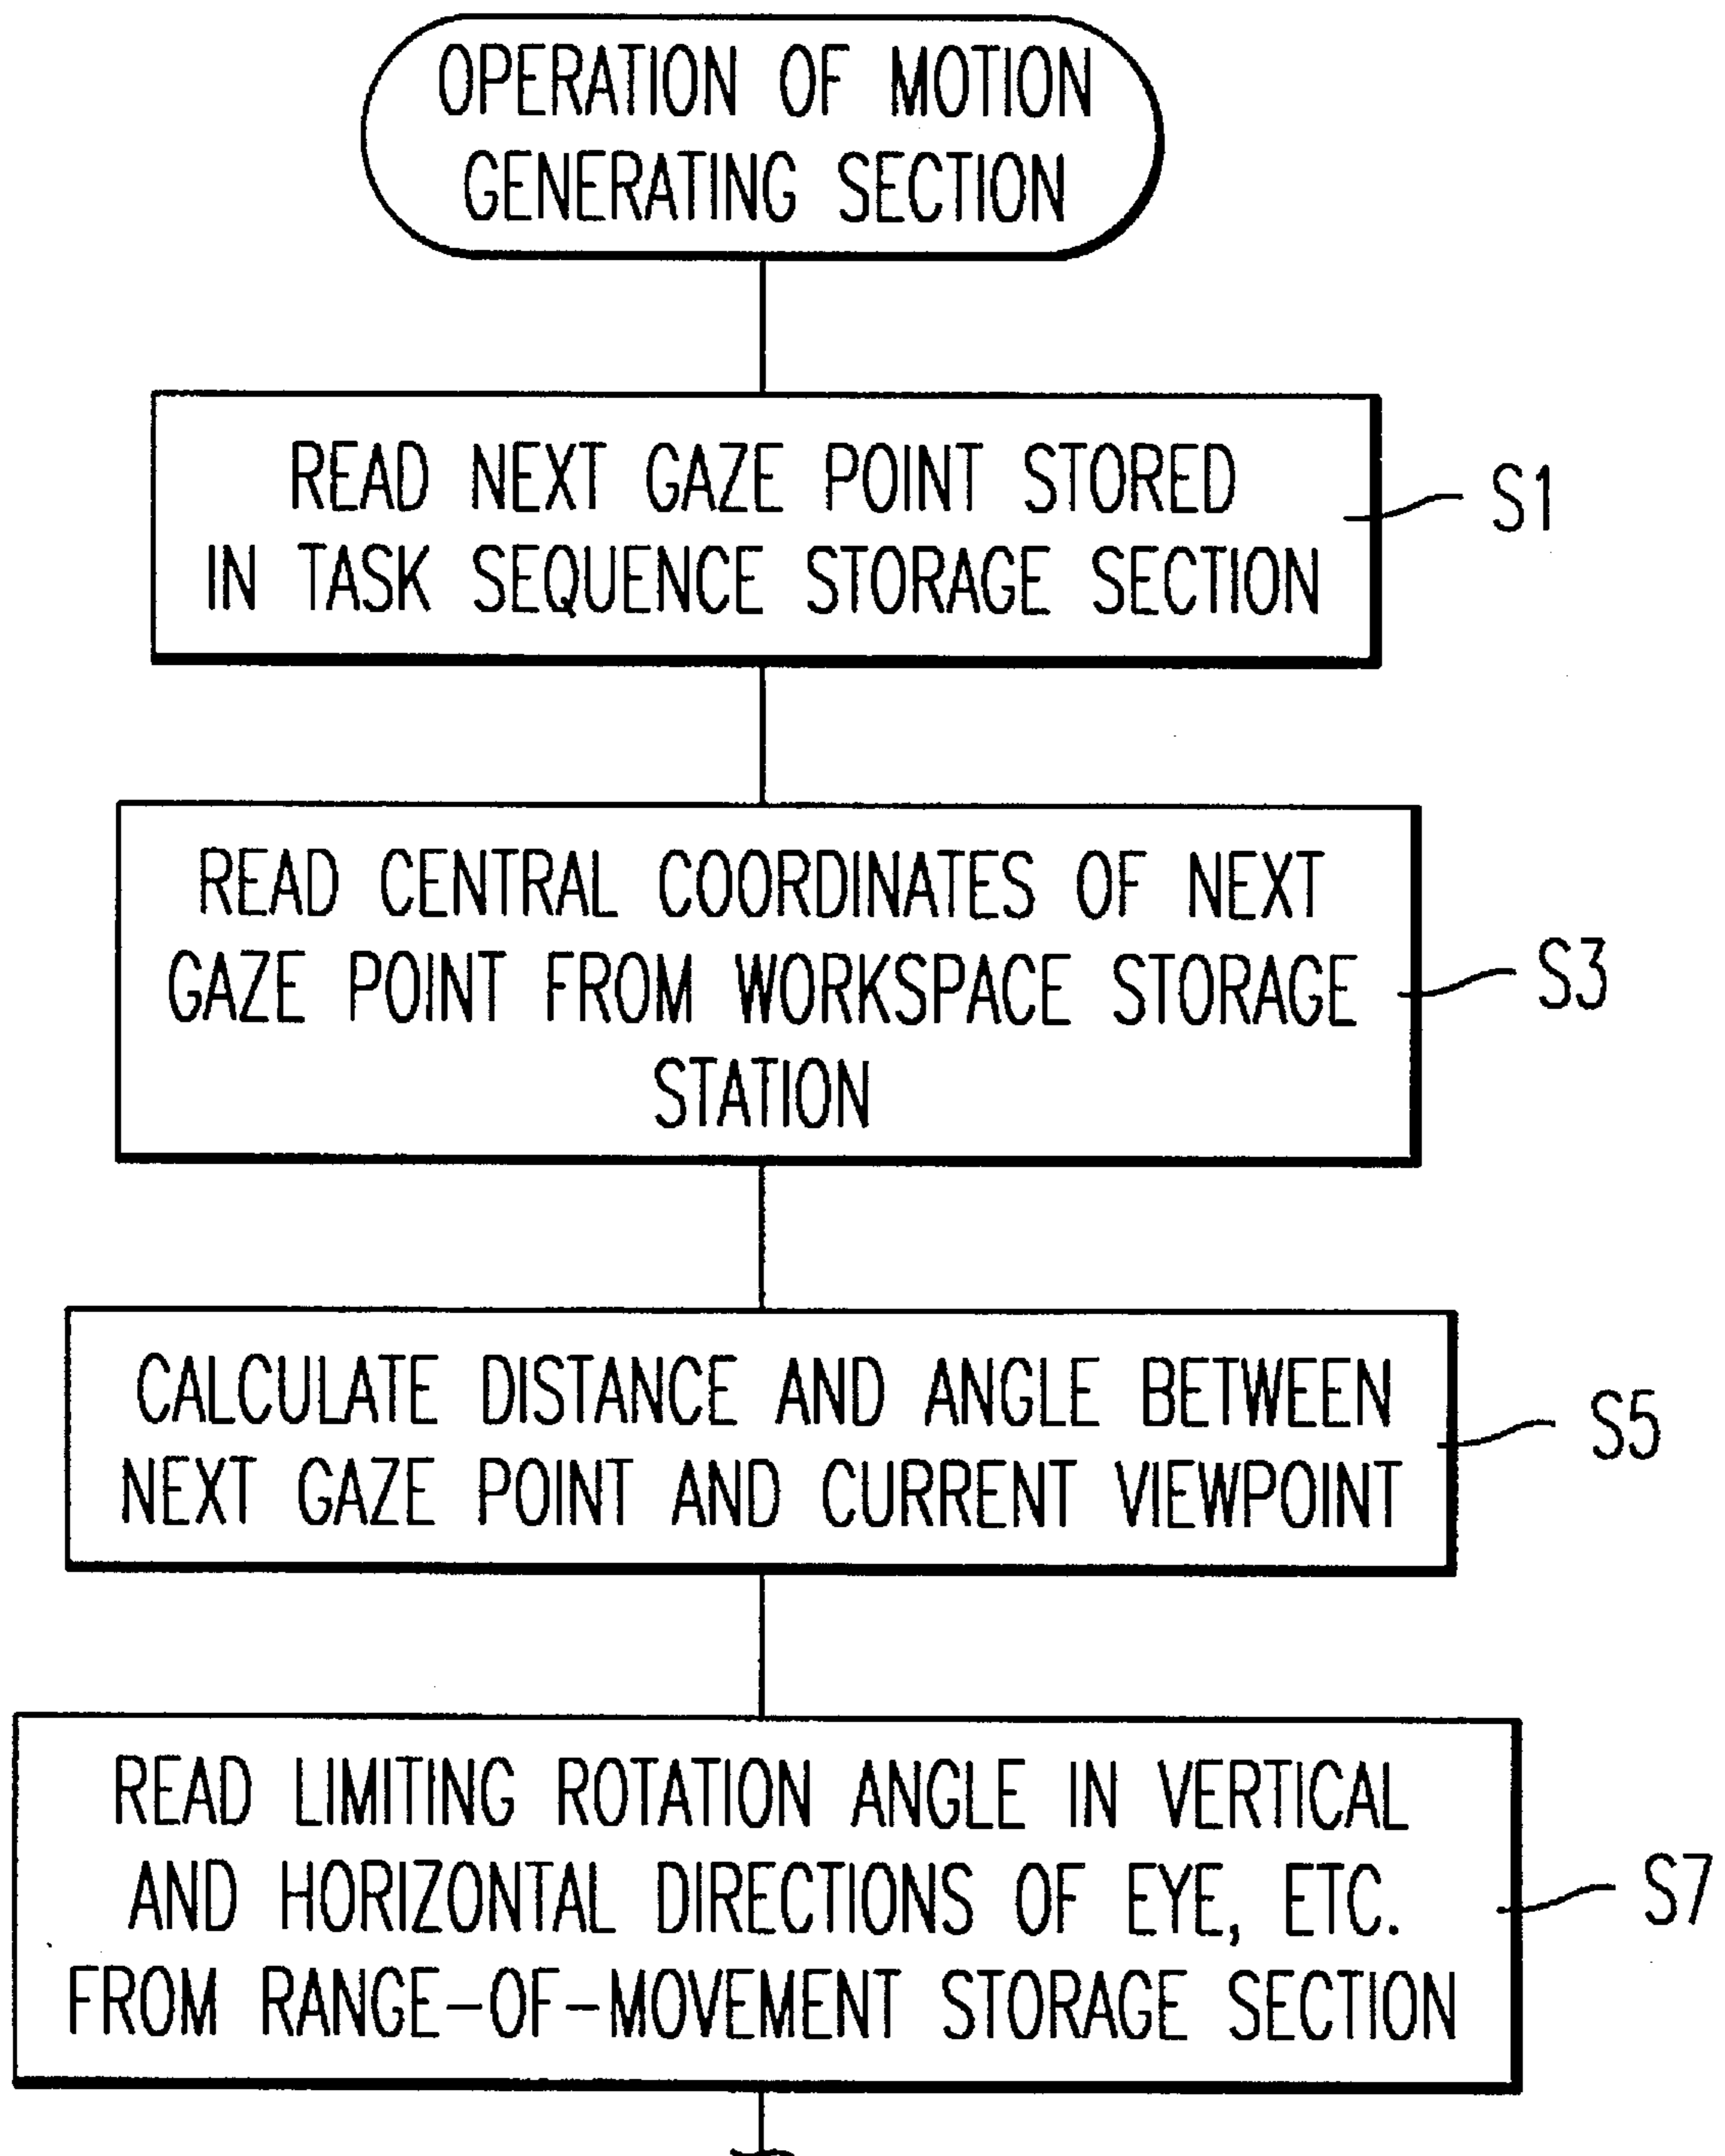 OPERATION OF MOTION
GENERATING SECTION
READ NEXT GAZE POINT STORED
IN TASK SEQUENCE STORAGE SECTION
S1
READ CENTRAL COORDINATES OF NEXT
GAZE POINT FROM WORKSPACE STORAGE
STATION
S3
CALCULATE DISTANCE AND ANGLE BETWEEN
NEXT GAZE POINT AND CURRENT VIEWPOINT
S5
READ LIMITING ROTATION ANGLE IN VERTICAL
AND HORIZONTAL DIRECTIONS OF EYE, ETC.
FROM RANGE-OF-MOVEMENT STORAGE SECTION
S7